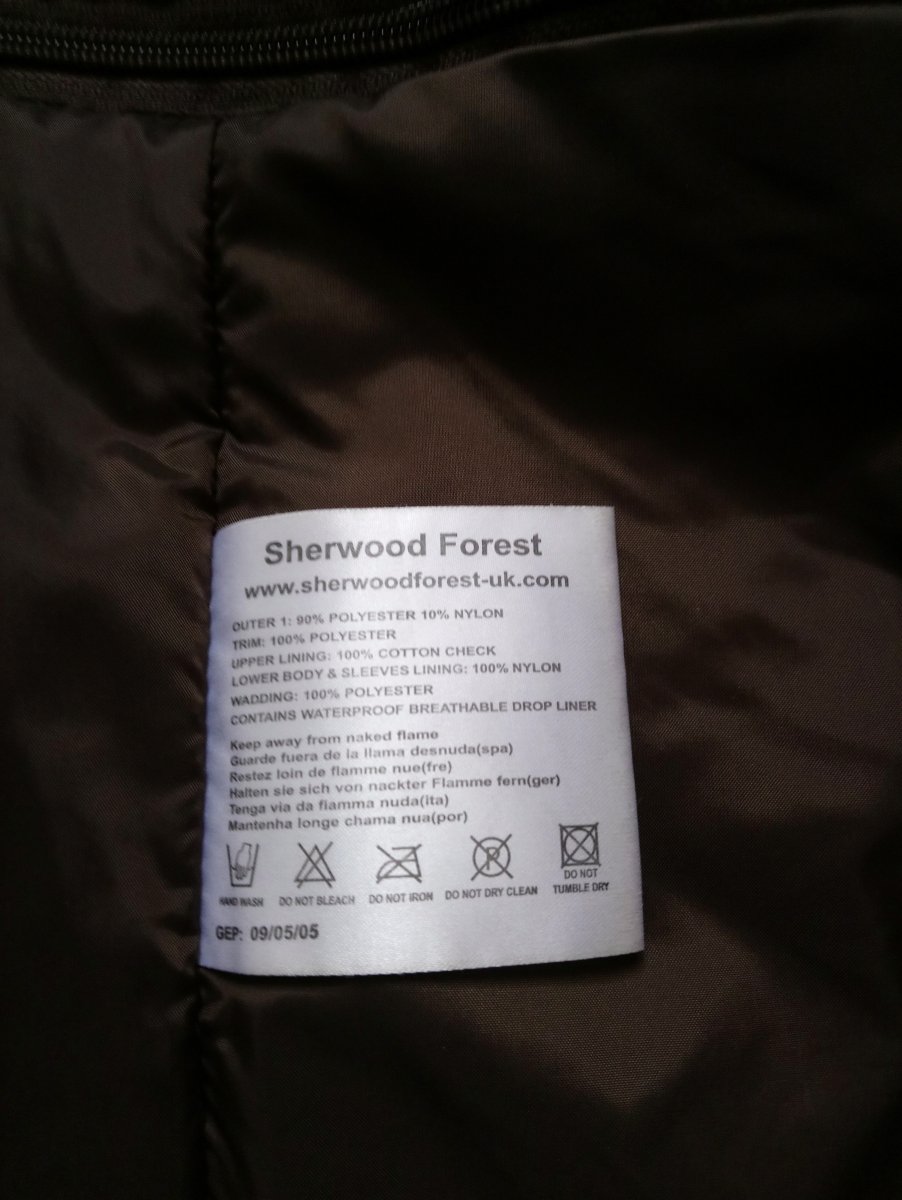 Sherwood Forest
www.sherwoodforest-uk.com
OUTER 1: 90% POLYESTER 10% NYLON
TRIM: 100% POLYESTER
UPPER LINING: 100% COTTON CHECK
LOWER BODY & SLEEVES LINING: 100% NYLON
WADDING: 100% POLYESTER
CONTAINS WATERPROOF BREATHABLE DROP LINER
Keep away from naked flame
Guarde fuera de la llama desnuda(spa)
Restez loin de flamme nue(fre)
Halten sie sich von nackter Flamme fern(ger)
Tenga via da fiamma nuda(ita)
Mantenha longe chama nua(por)
P
HAND WASH DO NOT BLEACH DO NOT IRON DO NOT DRY CLEAN DO NOT TUMBLE DRY
GEP: 09/05/05